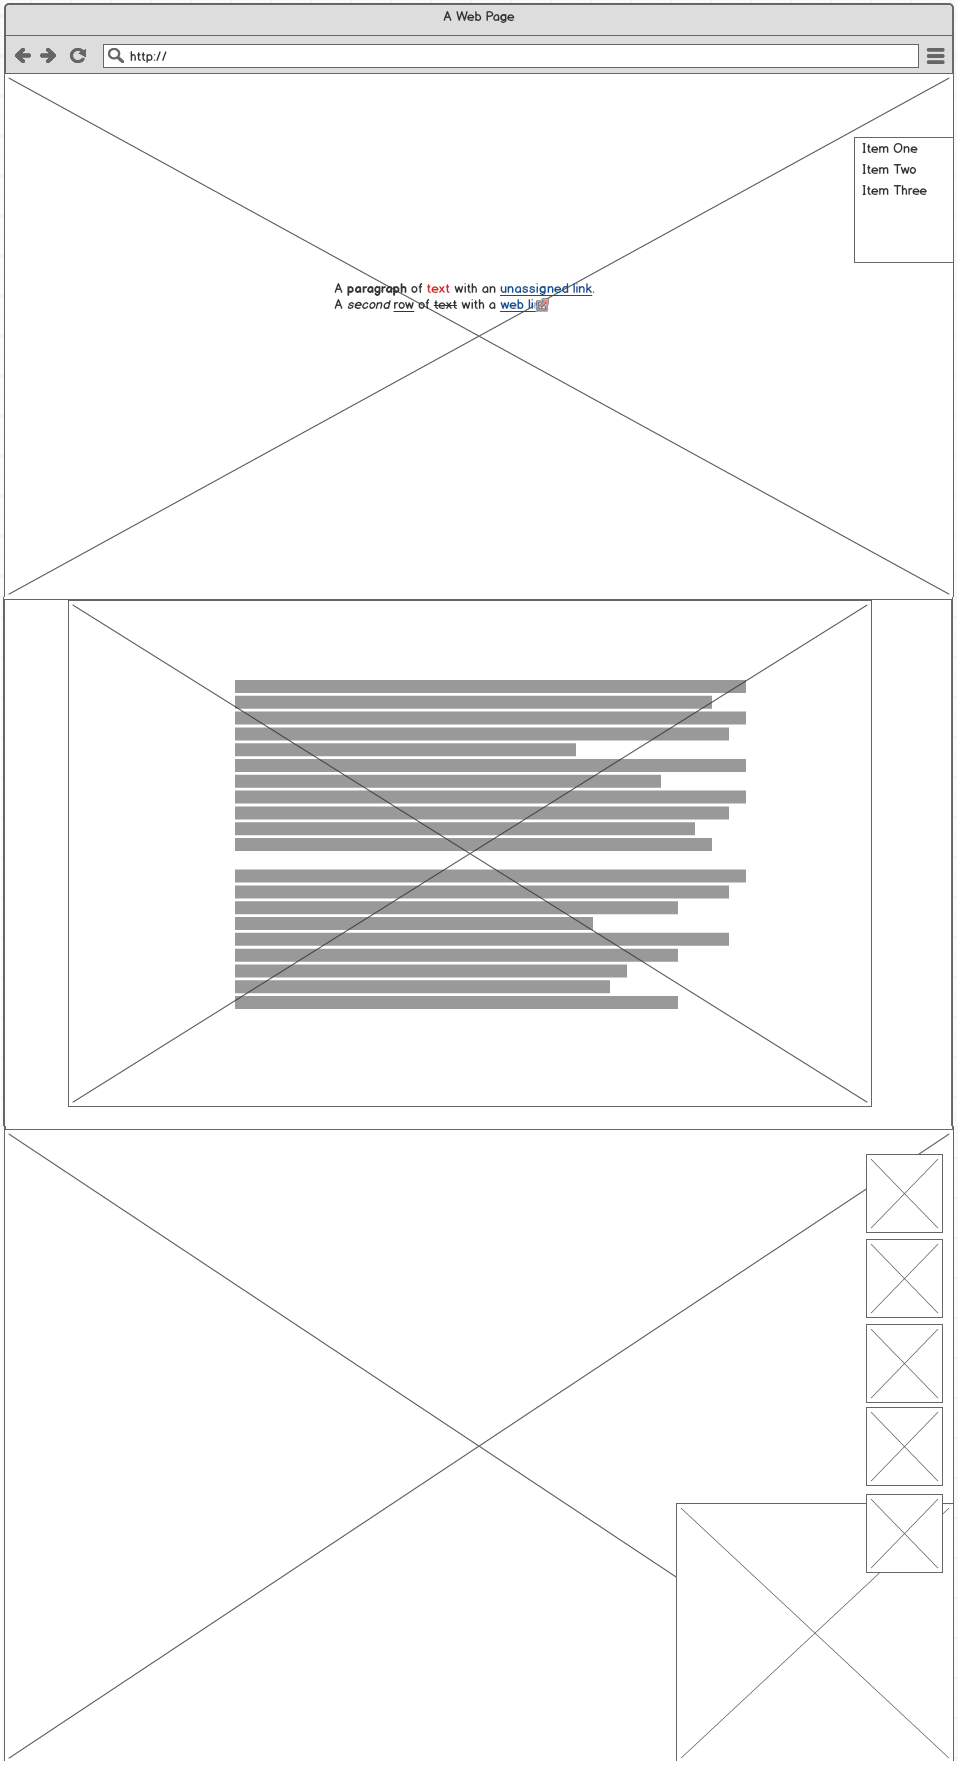 A Web Page
http://
Item One
Item Two
Item Three
A paragraph of text with an unassigned link.
A second row of text with a web li